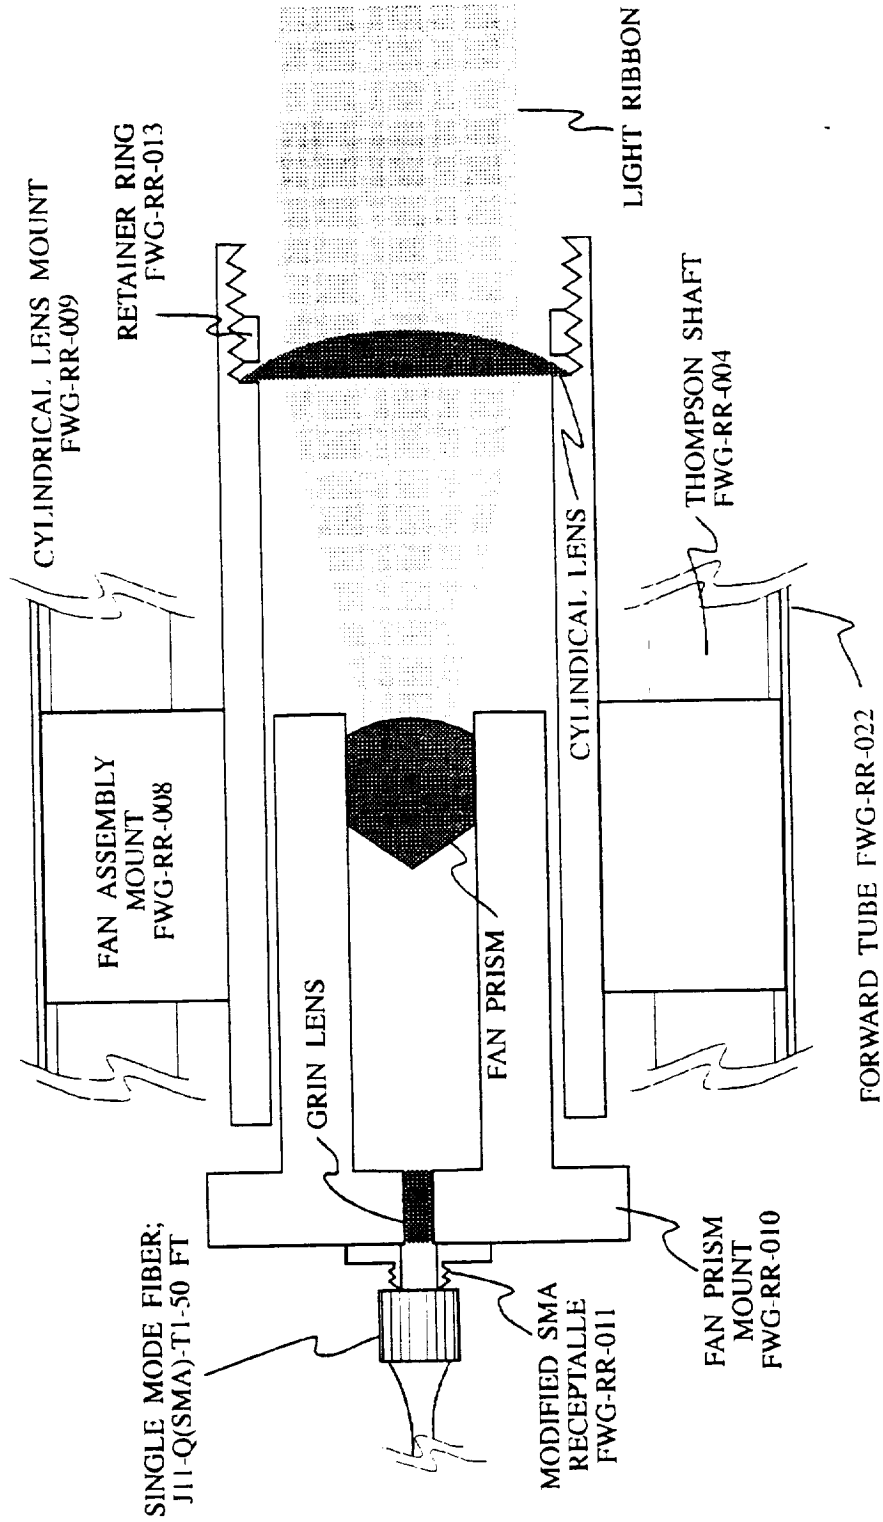 SINGLE MODE FIBER;
J11-Q(SMA)-T1-50 FT
GRIN LENS
FAN ASSEMBLY
MOUNT
FWG-RR-008
CYLINDRICAL LENS MOUNT
FWG-RR-009
RETAINER RING
FWG-RR-013
MODIFIED SMA
RECEPTALLE
FWG-RR-011
FAN PRISM
CYLINDICAL LENS
LIGHT RIBBON
FAN PRISM
MOUNT
FWG-RR-010
THOMPSON SHAFT
FWG-RR-004
FORWARD TUBE FWG-RR-022